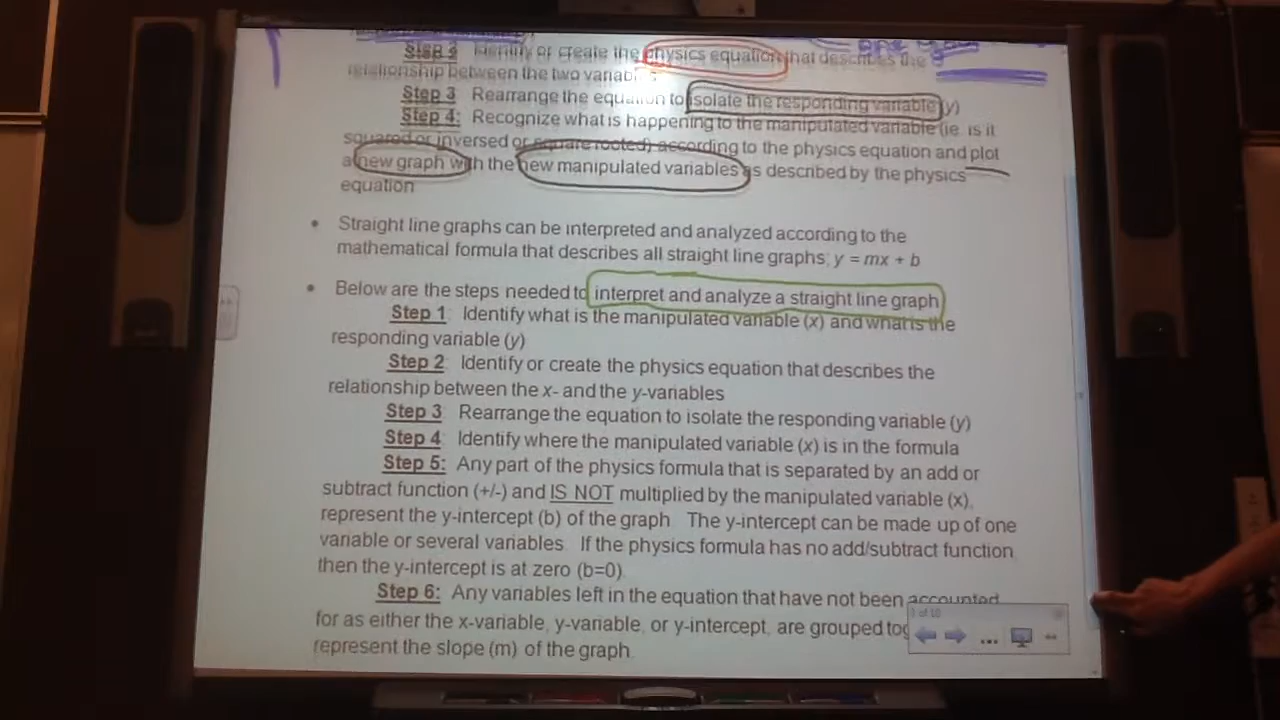 Step 2 Identify or create the physics equation that describes the
relationship between the two variables
Step 3 Rearrange the equation to isolate the responding variable (y)
Step 4: Recognize what is happening to the manipulated variable (ie. is it
squared or inversed or square rooted) according to the physics equation and plot
a new graph with the new manipulated variables as described by the physics
equation
• Straight line graphs can be interpreted and analyzed according to the
mathematical formula that describes all straight line graphs; y = mx + b
• Below are the steps needed to interpret and analyze a straight line graph
Step 1: Identify what is the manipulated variable (x) and what is the
responding variable (y)
Step 2: Identify or create the physics equation that describes the
relationship between the x- and the y-variables
Step 3: Rearrange the equation to isolate the responding variable (y)
Step 4: Identify where the manipulated variable (x) is in the formula
Step 5: Any part of the physics formula that is separated by an add or
subtract function (+/-) and IS NOT multiplied by the manipulated variable (x),
represent the y-intercept (b) of the graph. The y-intercept can be made up of one
variable or several variables. If the physics formula has no add/subtract function
then the y-intercept is at zero (b=0)
Step 6: Any variables left in the equation that have not been accounted
for as either the x-variable, y-variable, or y-intercept, are grouped tog
represent the slope (m) of the graph.
3 of 10